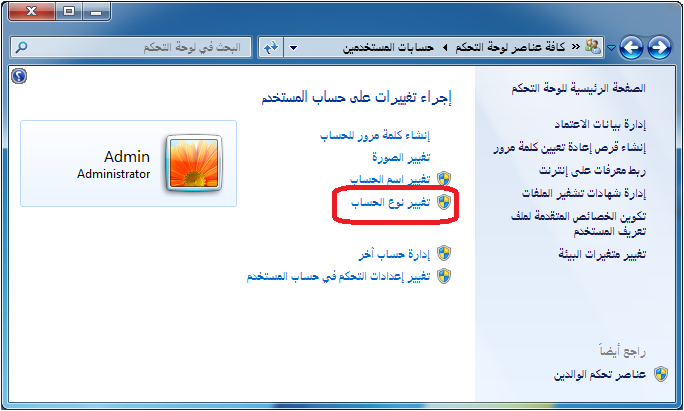 « كافة عناصر لوحة التحكم ‹ حسابات المستخدمين
البحث في لوحة التحكم
الصفحة الرئيسية للوحة التحكم
إدارة بيانات الاعتماد
إنشاء قرص إعادة تعيين كلمة مرور
ربط معرفات على إنترنت
إدارة شهادات تشفير الملفات
تكوين الخصائص المتقدمة لملف
تعريف المستخدم
تغيير متغيرات البيئة
راجع أيضاً
عناصر تحكم الوالدين
إجراء تغييرات على حساب المستخدم
إنشاء كلمة مرور للحساب
تغيير الصورة
تغيير اسم الحساب
تغيير نوع الحساب
إدارة حساب آخر
تغيير إعدادات التحكم في حساب المستخدم
Admin
Administrator